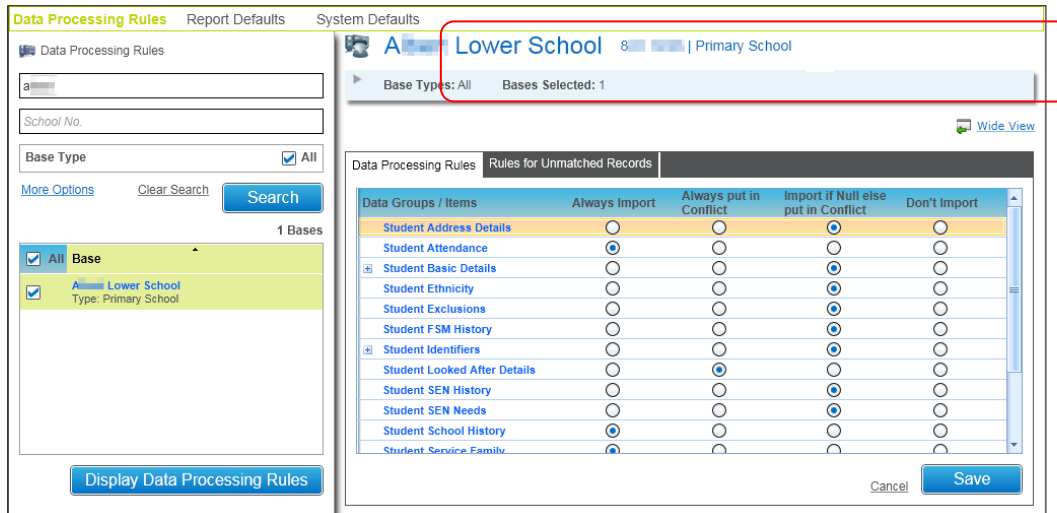 Data Processing Rules Report Defaults System Defaults
Data Processing Rules
a
School No.
Base Type All
More Options Clear Search Search
1 Bases
All Base
A Lower School
Type: Primary School
Display Data Processing Rules
A Lower School 8 | Primary School
Base Types: All Bases Selected: 1
Wide View
Data Processing Rules Rules for Unmatched Records
Data Groups / Items Always Import Always put in Conflict Import if Null else put in Conflict Don't Import
Student Address Details
Student Attendance
Student Basic Details
Student Ethnicity
Student Exclusions
Student FSM History
Student Identifiers
Student Looked After Details
Student SEN History
Student SEN Needs
Student School History
Student Service Family
Cancel Save